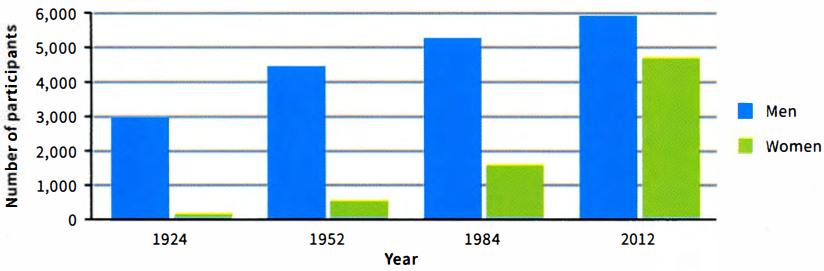 Number of participants
6,000
5,000
4,000
3,000
2,000
1,000
0
1924 1952 1984 2012
Year
Men
Women